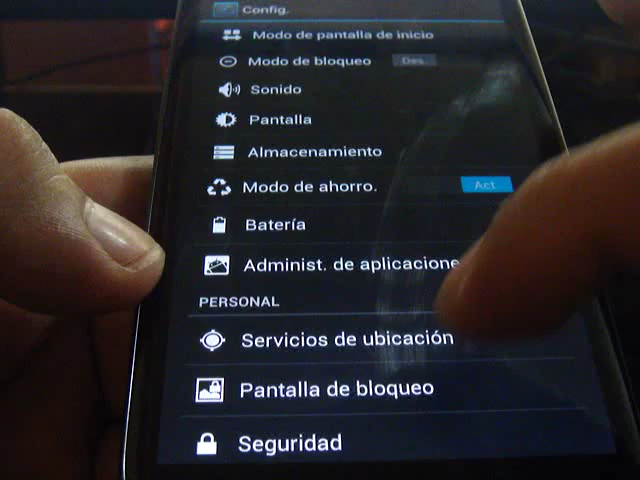 Config.
Modo de pantalla de inicio
Modo de bloqueo Des.
Sonido
Pantalla
Almacenamiento
Modo de ahorro. Act.
Batería
Administ. de aplicacione
PERSONAL
Servicios de ubicación
Pantalla de bloqueo
Seguridad